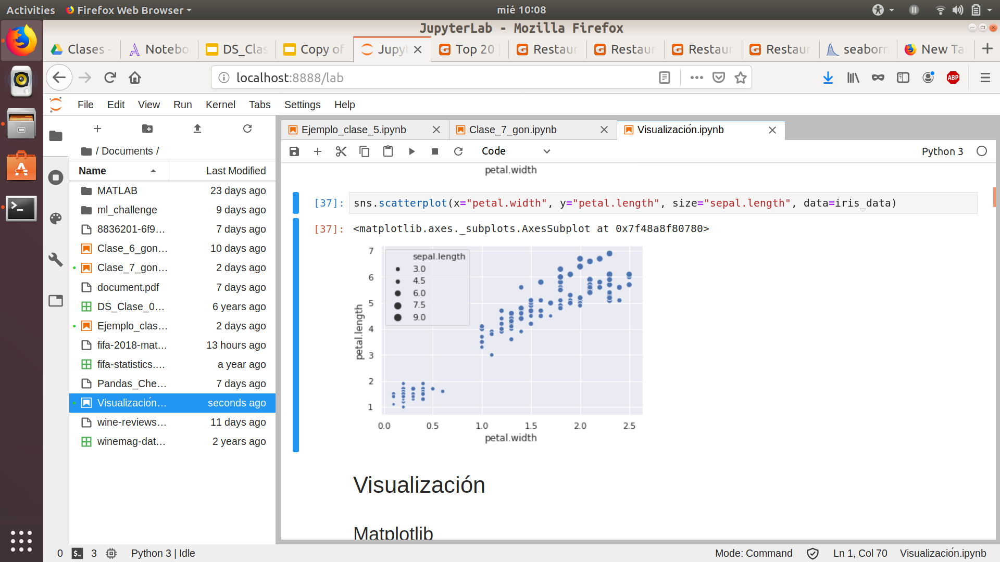 Activities Firefox Web Browser mié 10:08
JupyterLab - Mozilla Firefox
Clases - Notebo DS_Clas Copy of Jupyt Top 20 Restaur Restaur Restaur Restaur seaborn New Ta
localhost:8888/lab ABP
File Edit View Run Kernel Tabs Settings Help
Ejemplo_clase_5.ipynb Clase_7_gon.ipynb Visualización.ipynb
/ Documents /
Code Python 3
Name Last Modified
MATLAB 23 days ago
ml_challenge 9 days ago
8836201-6f9… 7 days ago
Clase_6_gon… 10 days ago
Clase_7_gon… 2 days ago
document.pdf 7 days ago
DS_Clase_0… 6 years ago
Ejemplo_clas… 2 days ago
fifa-2018-mat… 13 hours ago
fifa-statistics.… a year ago
Pandas_Che… 7 days ago
Visualización… seconds ago
wine-reviews… 11 days ago
winemag-dat… 2 years ago
petal.width
[37]: sns.scatterplot(x="petal.width", y="petal.length", size="sepal.length", data=iris_data)
[37]: <matplotlib.axes._subplots.AxesSubplot at 0x7f48a8f80780>
sepal.length
3.0
4.5
6.0
7.5
9.0
petal.length
7
6
5
4
3
2
1
0.0 0.5 1.0 1.5 2.0 2.5
petal.width
Visualización
Matplotlib
0 $_ 3 Python 3 | Idle Mode: Command Ln 1, Col 70 Visualización.ipynb